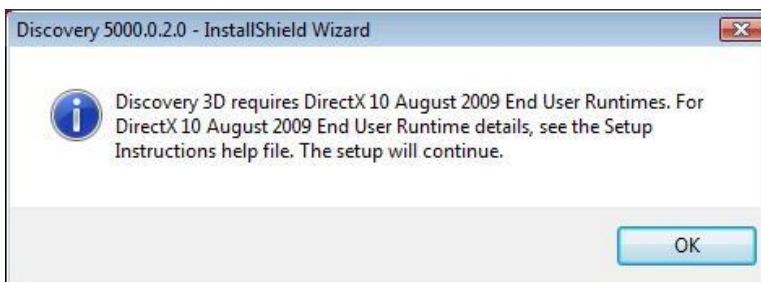 Discovery 5000.0.2.0 - InstallShield Wizard
Discovery 3D requires DirectX 10 August 2009 End User Runtimes. For
DirectX 10 August 2009 End User Runtime details, see the Setup
Instructions help file. The setup will continue.
OK